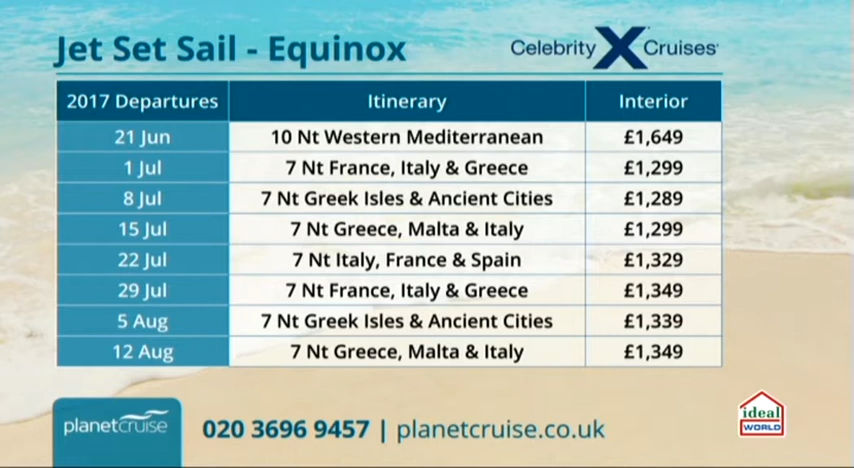 Jet Set Sail - Equinox
Celebrity X Cruises
2017 Departures Itinerary Interior
21 Jun 10 Nt Western Mediterranean £1,649
1 Jul 7 Nt France, Italy & Greece £1,299
8 Jul 7 Nt Greek Isles & Ancient Cities £1,289
15 Jul 7 Nt Greece, Malta & Italy £1,299
22 Jul 7 Nt Italy, France & Spain £1,329
29 Jul 7 Nt France, Italy & Greece £1,349
5 Aug 7 Nt Greek Isles & Ancient Cities £1,339
12 Aug 7 Nt Greece, Malta & Italy £1,349
planetcruise
020 3696 9457 | planetcruise.co.uk
ideal
WORLD